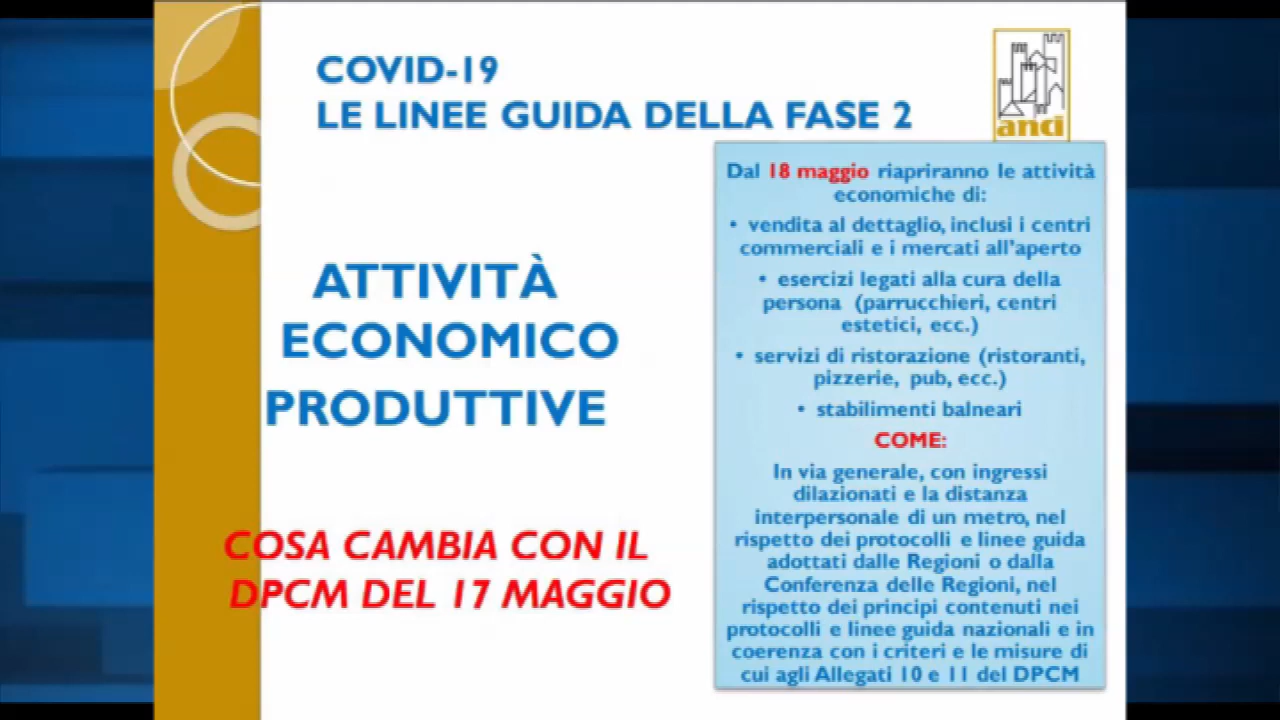 COVID-19
LE LINEE GUIDA DELLA FASE 2
anci
ATTIVITÀ
ECONOMICO
PRODUTTIVE
COSA CAMBIA CON IL
DPCM DEL 17 MAGGIO
Dal 18 maggio riapriranno le attività
economiche di:
• vendita al dettaglio, inclusi i centri
commerciali e i mercati all'aperto
• esercizi legati alla cura della
persona (parrucchieri, centri
estetici, ecc.)
• servizi di ristorazione (ristoranti,
pizzerie, pub, ecc.)
• stabilimenti balneari
COME:
In via generale, con ingressi
dilazionati e la distanza
interpersonale di un metro, nel
rispetto dei protocolli e linee guida
adottati dalle Regioni o dalla
Conferenza delle Regioni, nel
rispetto dei principi contenuti nei
protocolli e linee guida nazionali e in
coerenza con i criteri e le misure di
cui agli Allegati 10 e 11 del DPCM